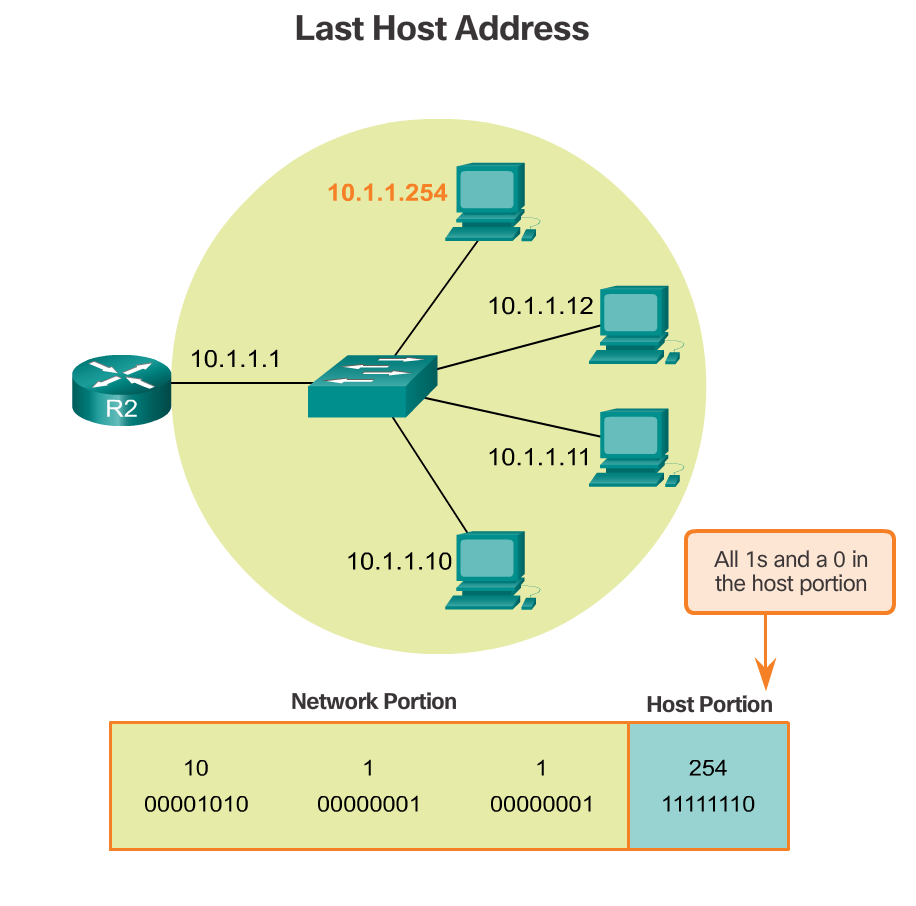 Last Host Address
10.1.1.254
10.1.1.12
10.1.1.1
R2
10.1.1.11
10.1.1.10
All 1s and a 0 in
the host portion
Network Portion
Host Portion
10 1 1 254
00001010 00000001 00000001 11111110